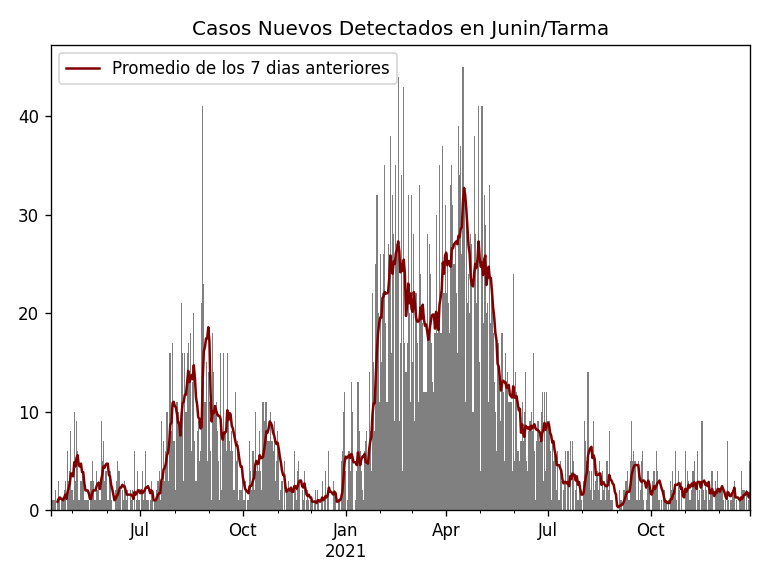 Casos Nuevos Detectados en Junin/Tarma
Promedio de los 7 dias anteriores
40
30
20
10
0
Jul Oct Jan Apr Jul Oct
2021